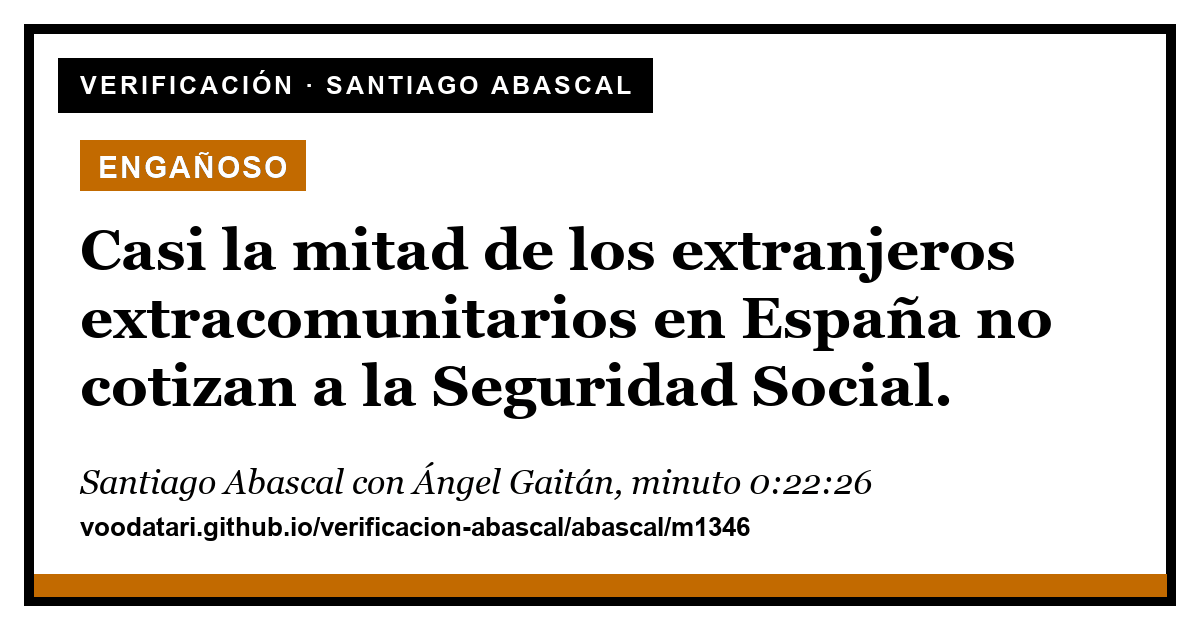 VERIFICACIÓN · SANTIAGO ABASCAL
ENGAÑOSO
Casi la mitad de los extranjeros
extracomunitarios en España no
cotizan a la Seguridad Social.
Santiago Abascal con Ángel Gaitán, minuto 0:22:26
voodatari.github.io/verificacion-abascal/abascal/m1346